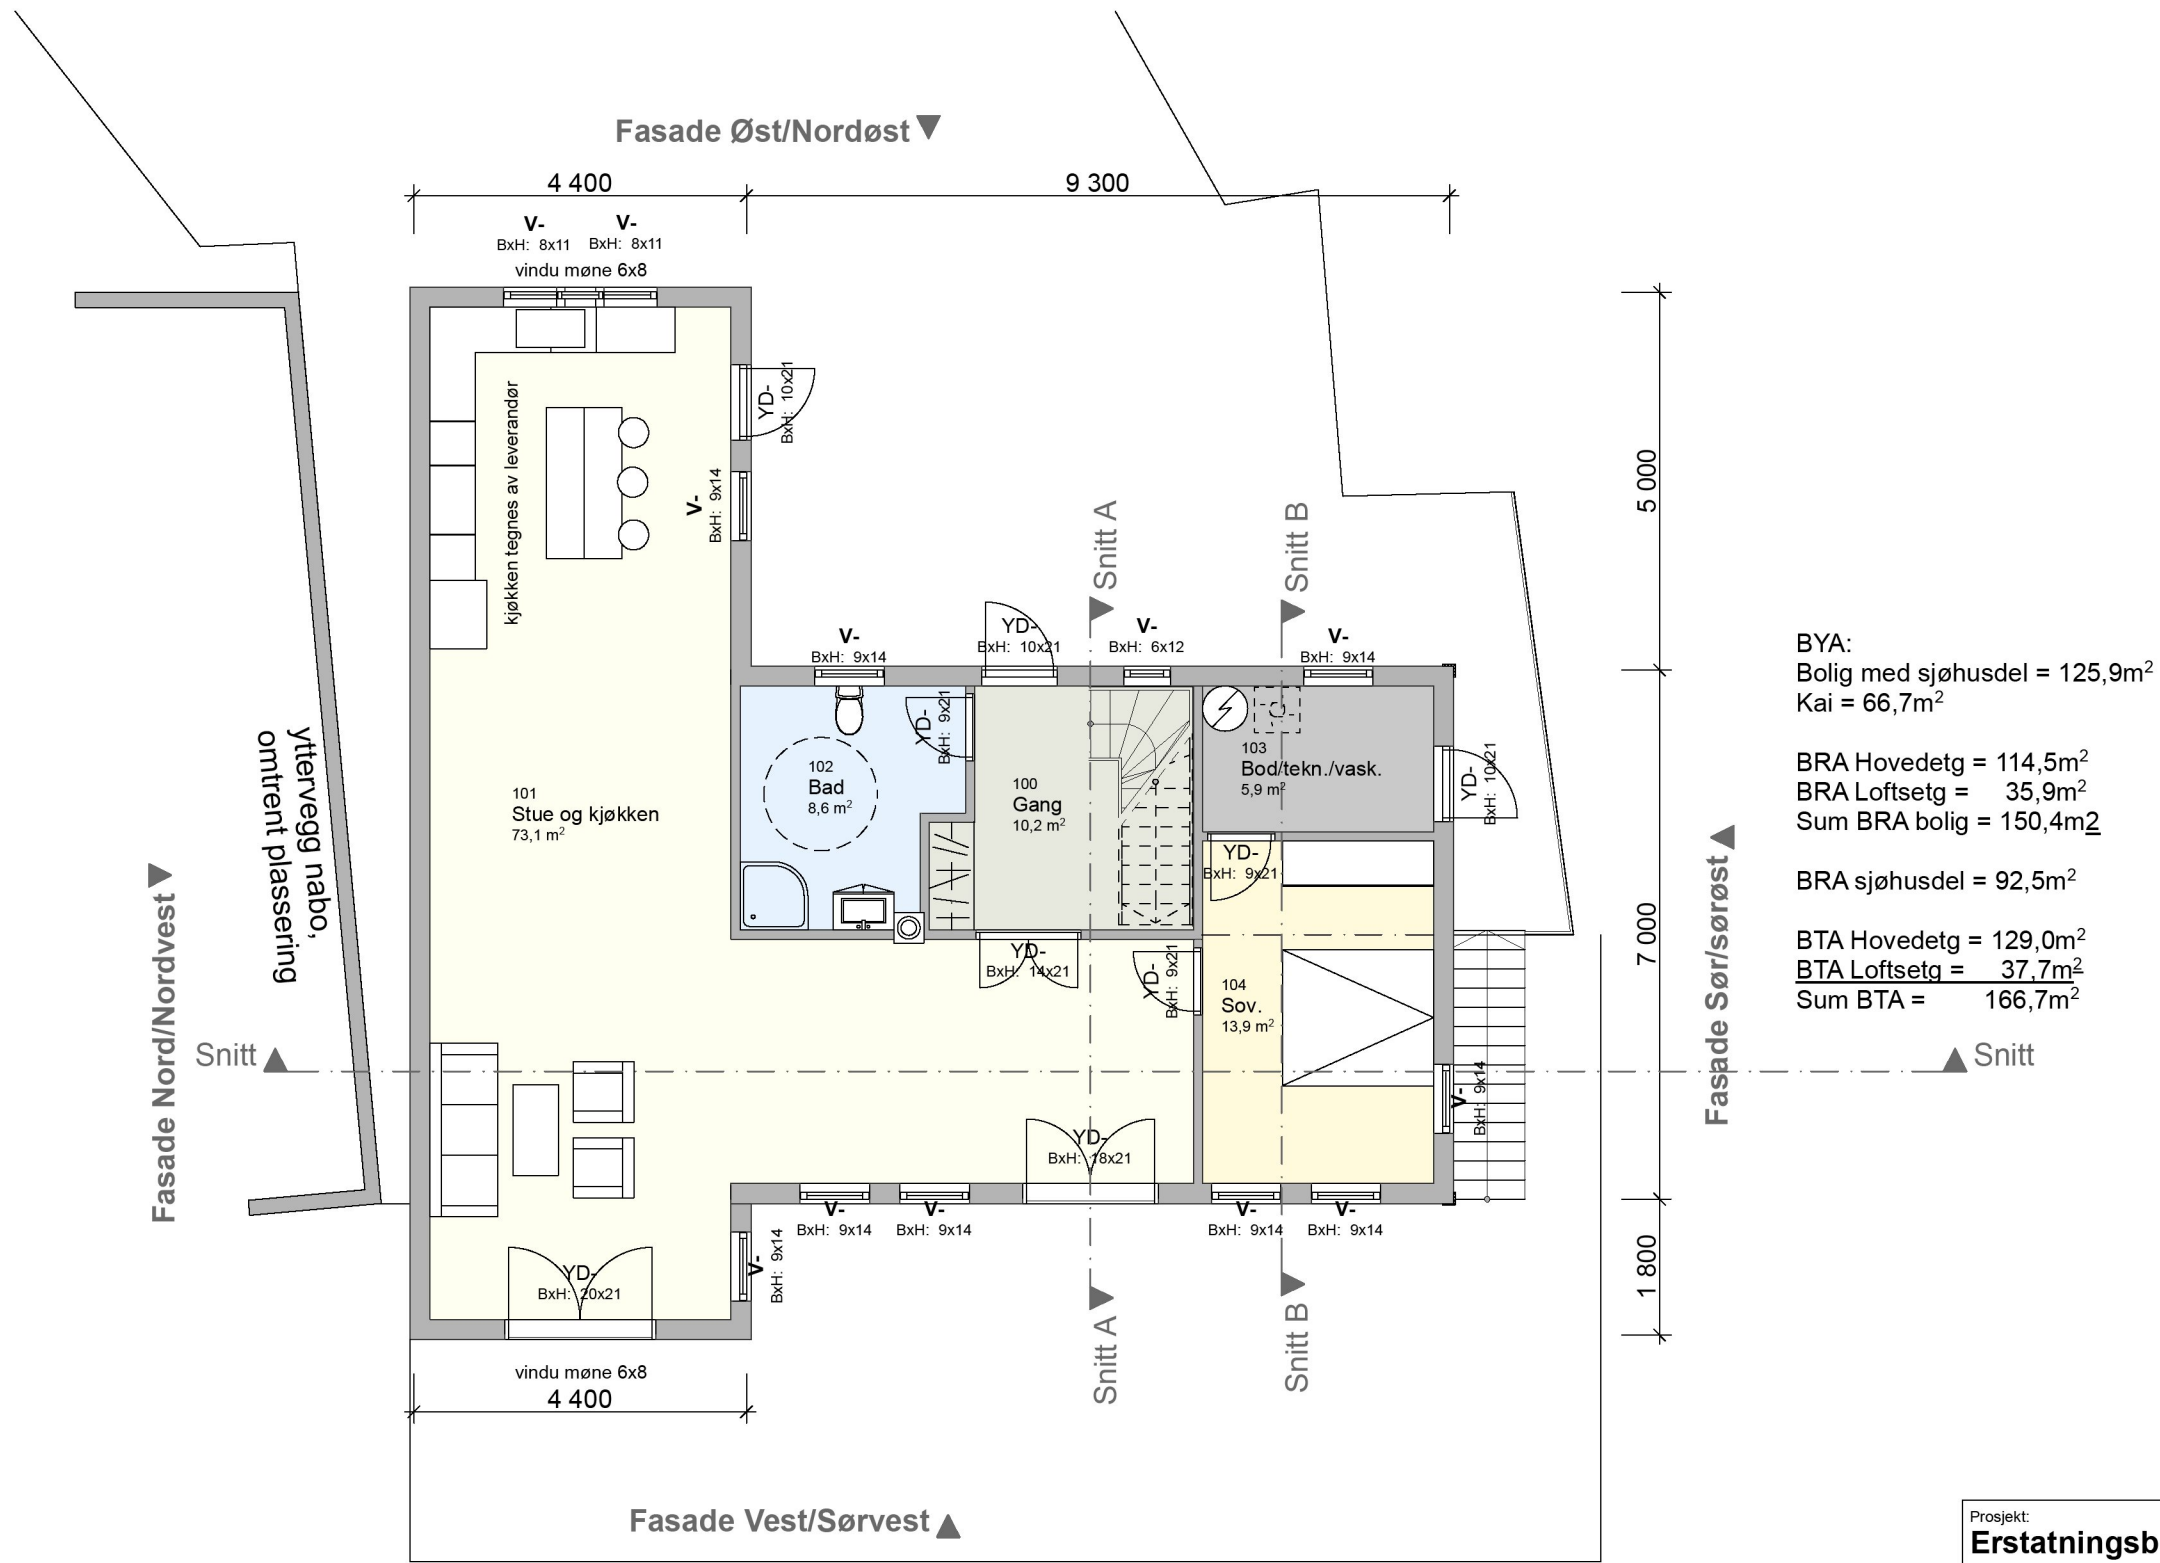 Fasade Øst/Nordøst
4 400
9 300
V-
BxH: 8x11
V-
BxH: 8x11
vindu møne 6x8
YD-
BxH: 10x21
V-
BxH: 9x14
kjøkken tegnes av leverandør
5 000
Snitt A
Snitt B
V-
BxH: 9x14
YD-
BxH: 10x21
V-
BxH: 6x12
V-
BxH: 9x14
yttervegg nabo,
omtrent plassering
101
Stue og kjøkken
73,1 m²
102
Bad
8,6 m²
YD-
BxH: 9x21
100
Gang
10,2 m²
103
Bod/tekn./vask.
5,9 m²
YD-
BxH: 10x21
YD-
BxH: 9x21
YD-
BxH: 14x21
YD-
BxH: 9x21
104
Sov.
13,9 m²
7 000
Fasade Nord/Nordvest
Fasade Sør/sørøst
Snitt
Snitt
V-
BxH: 9x14
YD-
BxH: 18x21
V-
BxH: 9x14
V-
BxH: 9x14
V-
BxH: 9x14
V-
BxH: 9x14
V-
BxH: 9x14
YD-
BxH: 20x21
1 800
Snitt A
Snitt B
vindu møne 6x8
4 400
Fasade Vest/Sørvest
BYA:
Bolig med sjøhusdel = 125,9m²
Kai = 66,7m²
BRA Hovedetg = 114,5m²
BRA Loftsetg = 35,9m²
Sum BRA bolig = 150,4m2
BRA sjøhusdel = 92,5m²
BTA Hovedetg = 129,0m²
BTA Loftsetg = 37,7m²
Sum BTA = 166,7m²
Prosjekt:
Erstatningsb